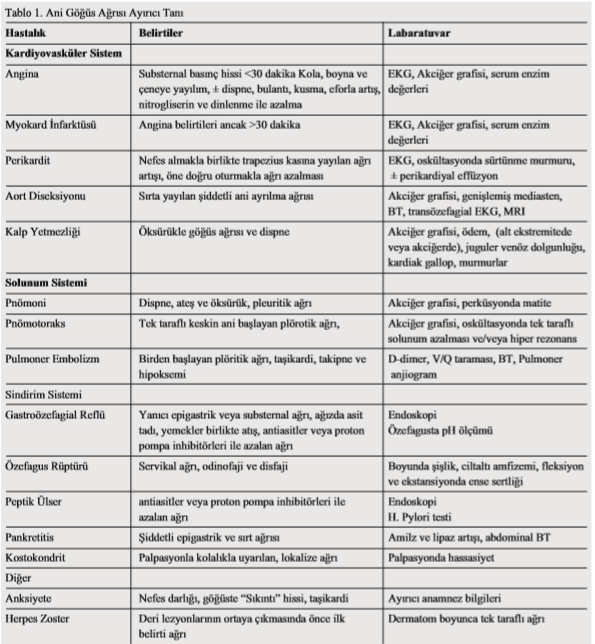 Tablo 1. Ani Göğüs Ağrısı Ayırıcı Tanı
Hastalık Belirtiler Labaratuvar
Kardiyovasküler Sistem
Angina Substernal basınç hissi <30 dakika Kola, boyna ve EKG, Akciğer grafisi, serum enzim
çeneye yayılım, ± dispne, bulantı, kusma, eforla artış, değerleri
nitrogliserin ve dinlenme ile azalma
Myokard İnfarktüsü Angina belirtileri ancak >30 dakika EKG, Akciğer grafisi, serum enzim
değerleri
Perikardit Nefes almakla birlikte trapezius kasına yayılan ağrı EKG, oskültasyonda sürtünme murmuru,
artışı, öne doğru oturmakla ağrı azalması ± perikardiyal effüzyon
Aort Diseksiyonu Sırta yayılan şiddetli ani ayrılma ağrısı Akciğer grafisi, genişlemiş mediasten,
BT, transözefagial EKG, MRI
Kalp Yetmezliği Öksürükle göğüs ağrısı ve dispne Akciğer grafisi, ödem, (alt ekstremitede
veya akciğerde), juguler venöz dolgunluğu,
kardiak gallop, murmurlar
Solunum Sistemi
Pnömoni Dispne, ateş ve öksürük, pleuritik ağrı Akciğer grafisi, perküsyonda matite
Pnömotoraks Tek taraflı keskin ani başlayan plörotik ağrı, Akciğer grafisi, oskültasyonda tek taraflı
solunum azalması ve/veya hiper rezonans
Pulmoner Embolizm Birden başlayan plöritik ağrı, taşikardi, takipne ve D-dimer, V/Q taraması, BT, Pulmoner
hipoksemi anjiogram
Sindirim Sistemi
Gastroözefagial Reflü Yanıcı epigastrik veya substernal ağrı, ağızda asit Endoskopi
tadı, yemekler birlikte atış, antiasitler veya proton Özefagusta pH ölçümü
pompa inhibitörleri ile azalan ağrı
Özefagus Rüptürü Servikal ağrı, odinofaji ve disfaji Boyunda şişlik, ciltaltı amfizemi, fleksiyon
ve ekstansiyonda ense sertliği
Peptik Ülser antiasitler veya proton pompa inhibitörleri ile Endoskopi
azalan ağrı H. Pylori testi
Pankretitis Şiddetli epigastrik ve sırt ağrısı Amilz ve lipaz artışı, abdominal BT
Kostokondrit Palpasyonla kolalıkla uyarılan, lokalize ağrı Palpasyonda hassasiyet
Diğer
Anksiyete Nefes darlığı, göğüste “Sıkıntı” hissi, taşikardi Ayırıcı anamnez bilgileri
Herpes Zoster Deri lezyonlarının ortaya çıkmasında önce ilk Dermatom boyunca tek taraflı ağrı
belirti ağrı